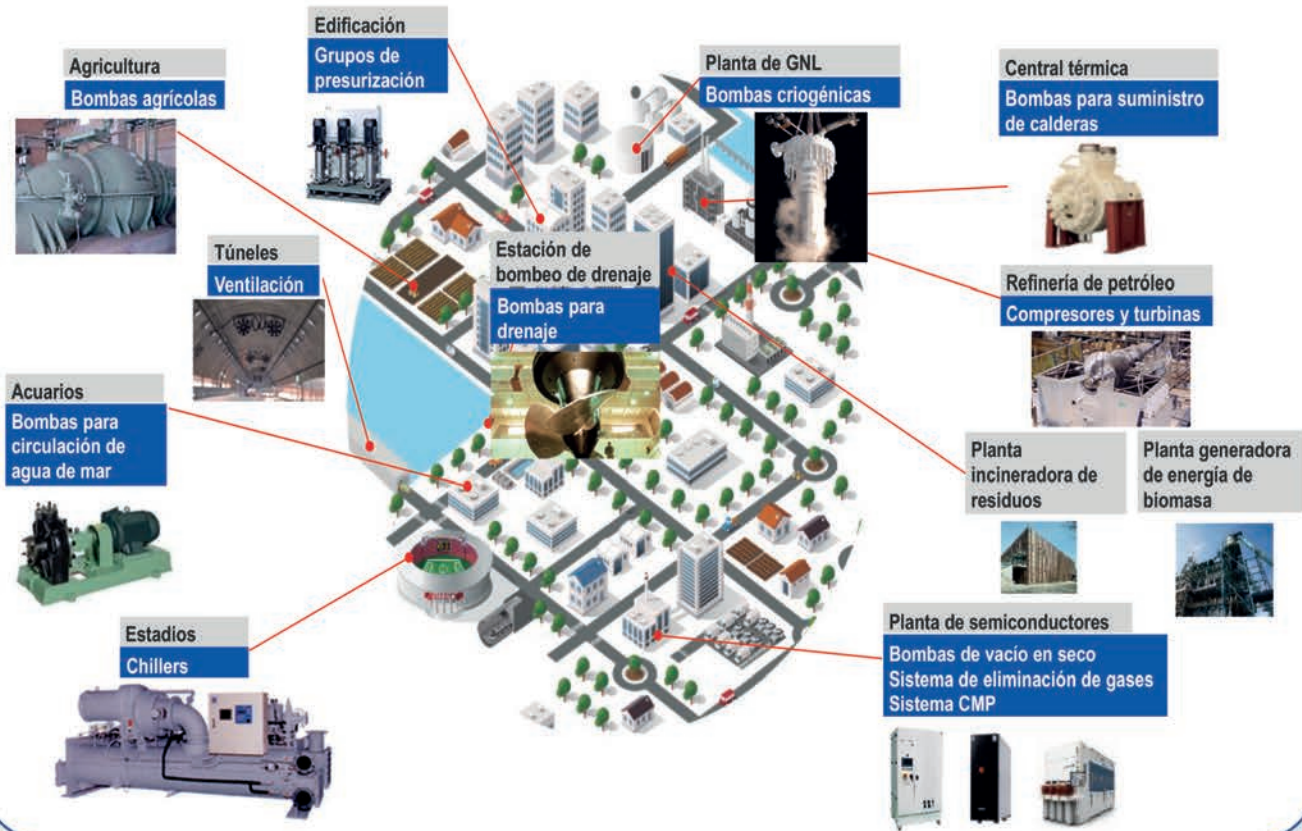 Edificación
Grupos de
presurización
Agricultura
Bombas agrícolas
Planta de GNL
Bombas criogénicas
Central térmica
Bombas para suministro
de calderas
Túneles
Ventilación
Estación de
bombeo de drenaje
Bombas para
drenaje
Refinería de petróleo
Compresores y turbinas
Acuarios
Bombas para
circulación de
agua de mar
Planta
incineradora de
residuos
Planta generadora
de energía de
biomasa
Estadios
Chillers
Planta de semiconductores
Bombas de vacío en seco
Sistema de eliminación de gases
Sistema CMP